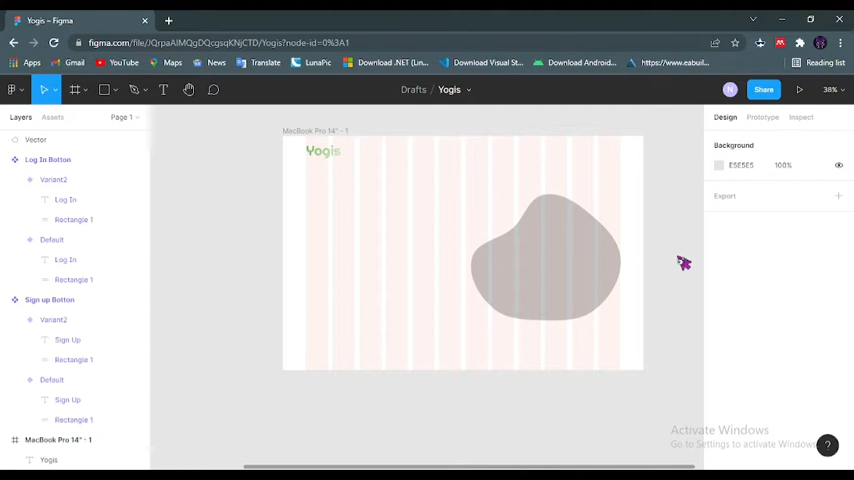 Yogis – Figma
figma.com/file/JQrpaAIMQgDQcgsqKNjCTD/Yogis?node-id=0%3A1
Apps
Gmail
YouTube
Maps
News
Translate
LunaPic
Download .NET (Lin...
Download Visual St...
Download Android...
https://www.eabuil...
Reading list
Drafts / Yogis
N
Share
38%
Layers
Assets
Page 1
Design
Prototype
Inspect
Vector
Log In Botton
Variant2
Log In
Rectangle 1
Default
Log In
Rectangle 1
Sign up Botton
Variant2
Sign Up
Rectangle 1
Default
Sign Up
Rectangle 1
MacBook Pro 14" - 1
Yogis
MacBook Pro 14" - 1
Yogis
Background
E5E5E5
100%
Export
Activate Windows
Go to Settings to activate Windows.
?